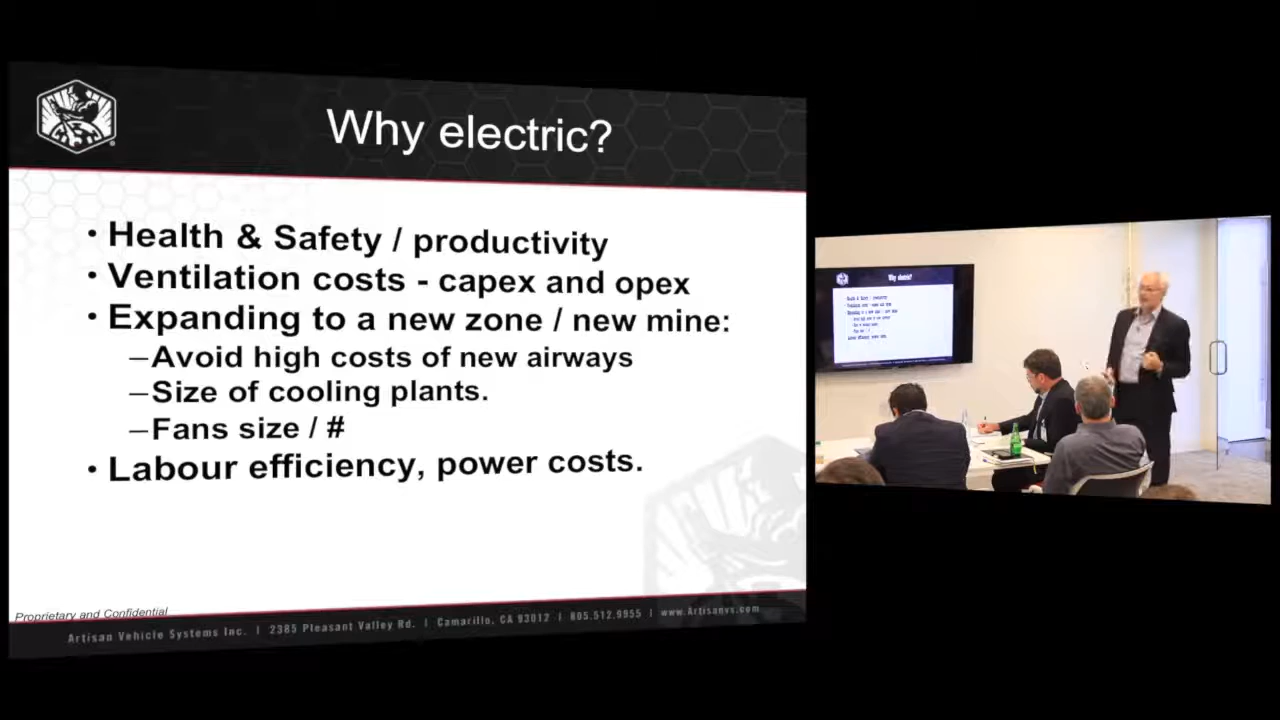 Why electric?
• Health & Safety / productivity
• Ventilation costs - capex and opex
• Expanding to a new zone / new mine:
–Avoid high costs of new airways
–Size of cooling plants.
–Fans size / #
• Labour efficiency, power costs.
Proprietary and Confidential
Artisan Vehicle Systems Inc. | 2385 Pleasant Valley Rd. | Camarillo, CA 93012 | 805.512.9955 | www.Artisanvs.com
Why electric?